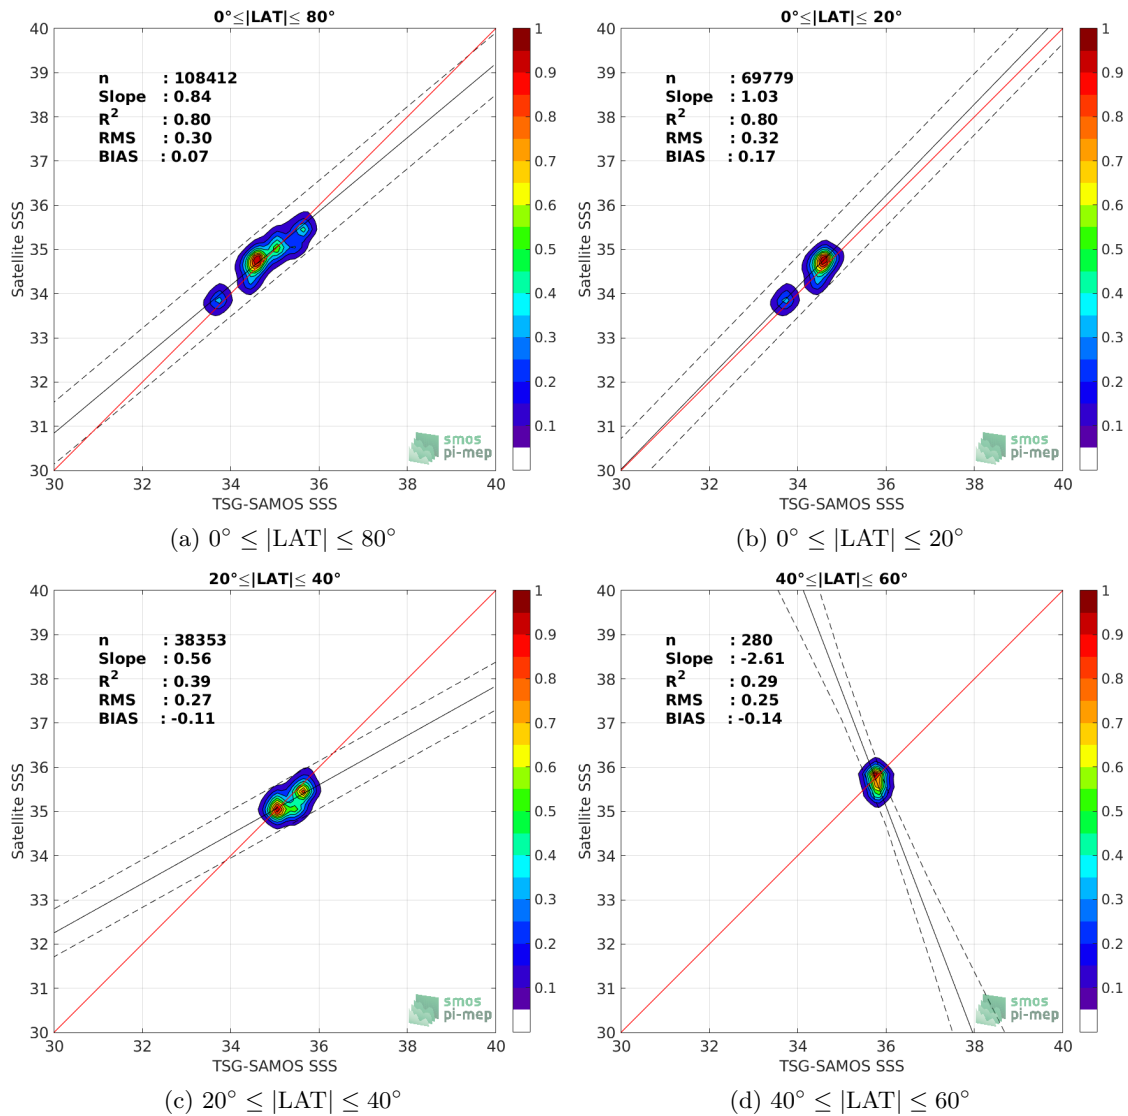 0°≤|LAT|≤ 80°
n : 108412
Slope : 0.84
R2 : 0.80
RMS : 0.30
BIAS : 0.07
Satellite SSS
40
39
38
37
36
35
34
33
32
31
30
30 32 34 36 38 40
TSG-SAMOS SSS
1
0.9
0.8
0.7
0.6
0.5
0.4
0.3
0.2
0.1
smos
pi-mep
(a) 0° ≤ |LAT| ≤ 80°
0°≤|LAT|≤ 20°
n : 69779
Slope : 1.03
R2 : 0.80
RMS : 0.32
BIAS : 0.17
Satellite SSS
40
39
38
37
36
35
34
33
32
31
30
30 32 34 36 38 40
TSG-SAMOS SSS
1
0.9
0.8
0.7
0.6
0.5
0.4
0.3
0.2
0.1
smos
pi-mep
(b) 0° ≤ |LAT| ≤ 20°
20°≤|LAT|≤ 40°
n : 38353
Slope : 0.56
R2 : 0.39
RMS : 0.27
BIAS : -0.11
Satellite SSS
40
39
38
37
36
35
34
33
32
31
30
30 32 34 36 38 40
TSG-SAMOS SSS
1
0.9
0.8
0.7
0.6
0.5
0.4
0.3
0.2
0.1
smos
pi-mep
(c) 20° ≤ |LAT| ≤ 40°
40°≤|LAT|≤ 60°
n : 280
Slope : -2.61
R2 : 0.29
RMS : 0.25
BIAS : -0.14
Satellite SSS
40
39
38
37
36
35
34
33
32
31
30
30 32 34 36 38 40
TSG-SAMOS SSS
1
0.9
0.8
0.7
0.6
0.5
0.4
0.3
0.2
0.1
smos
pi-mep
(d) 40° ≤ |LAT| ≤ 60°